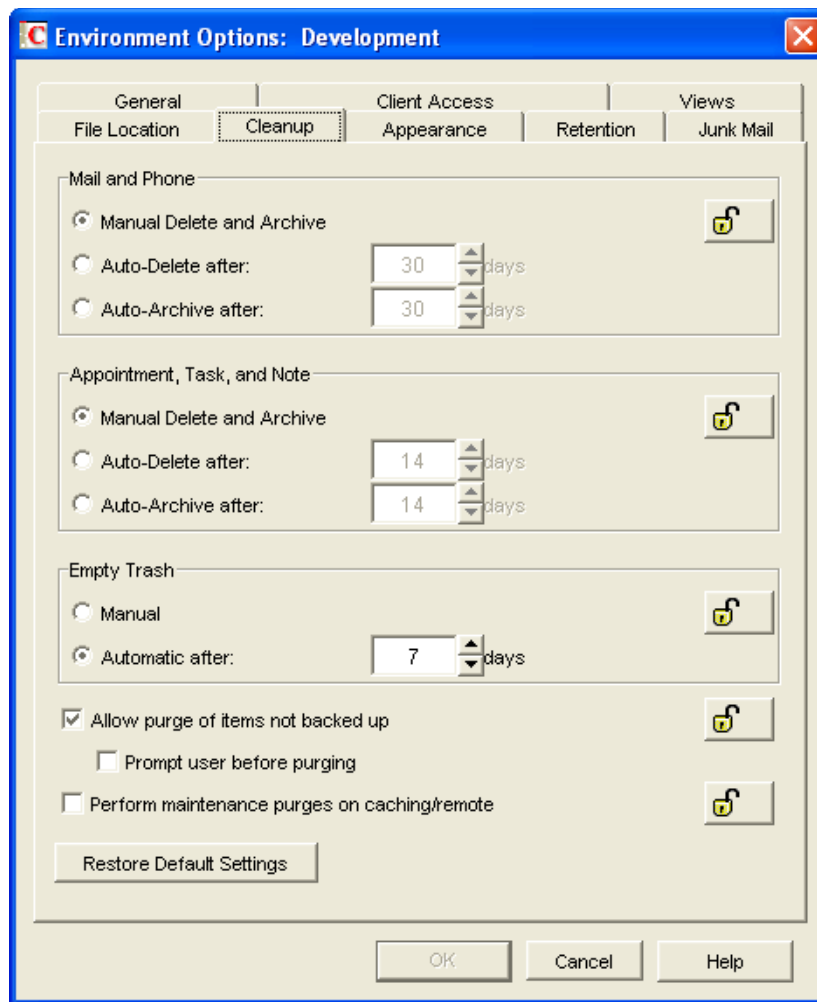 C Environment Options: Development
General Client Access Views
File Location Cleanup Appearance Retention Junk Mail
Mail and Phone
Manual Delete and Archive
Auto-Delete after: 30 days
Auto-Archive after: 30 days
Appointment, Task, and Note
Manual Delete and Archive
Auto-Delete after: 14 days
Auto-Archive after: 14 days
Empty Trash
Manual
Automatic after: 7 days
Allow purge of items not backed up
Prompt user before purging
Perform maintenance purges on caching/remote
Restore Default Settings
OK Cancel Help